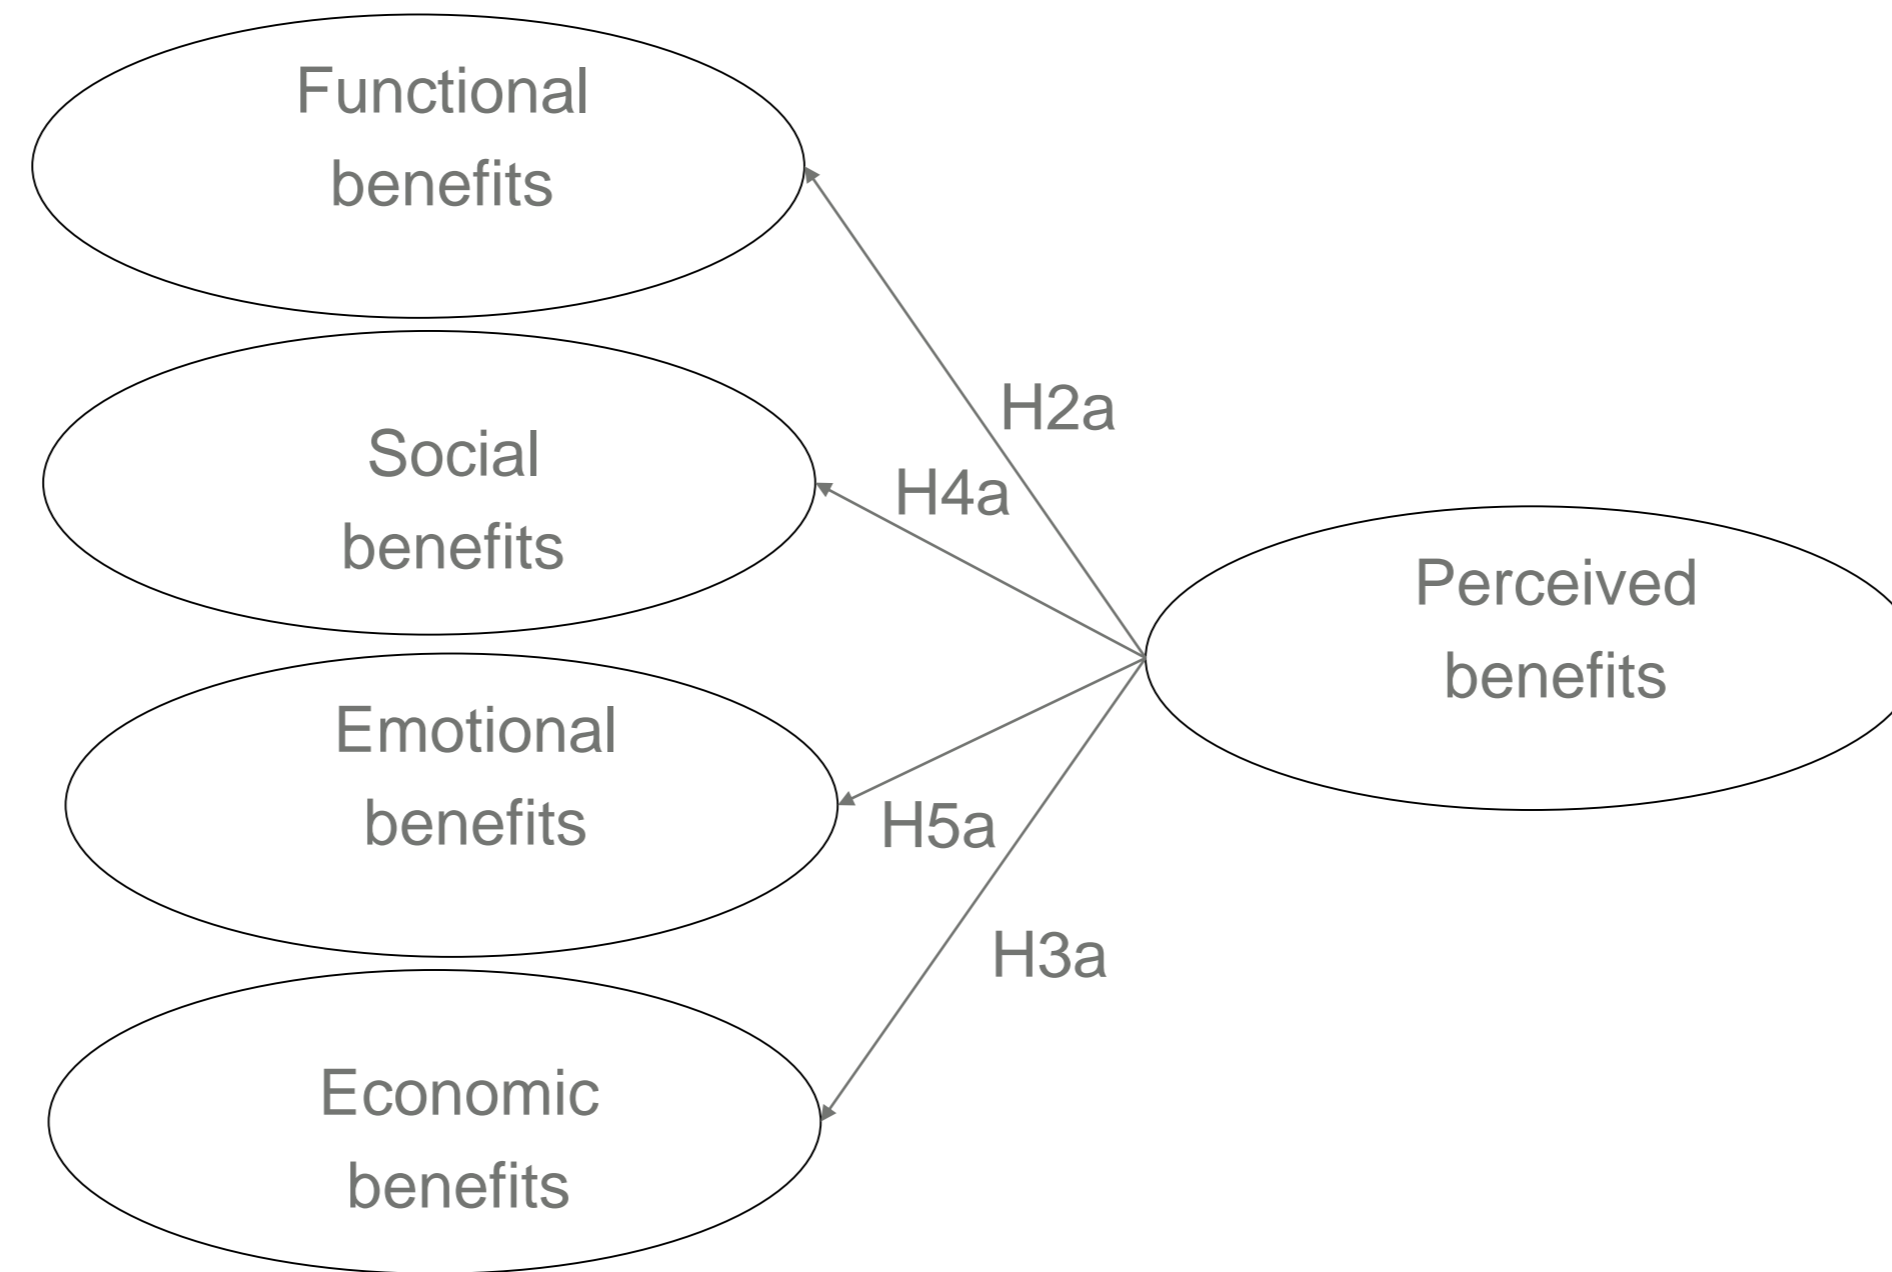 Functional
benefits
H2a
Social
benefits
H4a
Perceived
benefits
Emotional
benefits
H5a
H3a
Economic
benefits